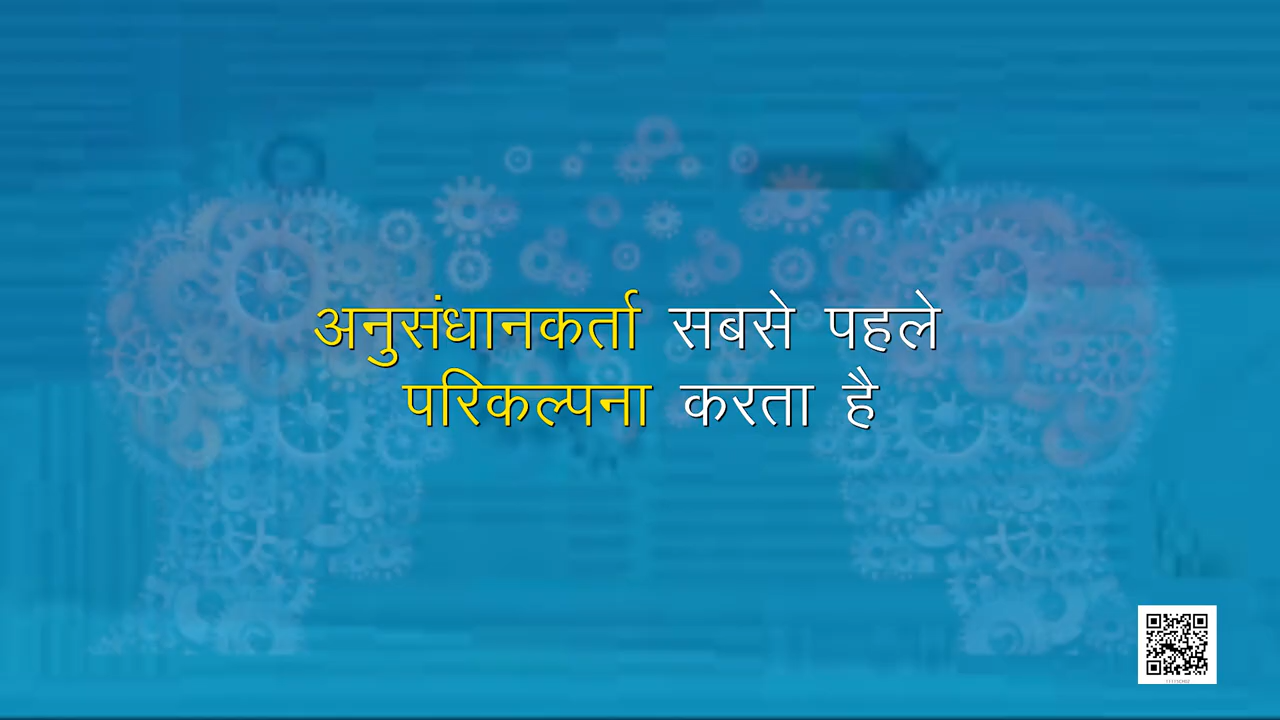 अनुसंधानकर्ता सबसे पहले
परिकल्पना करता है